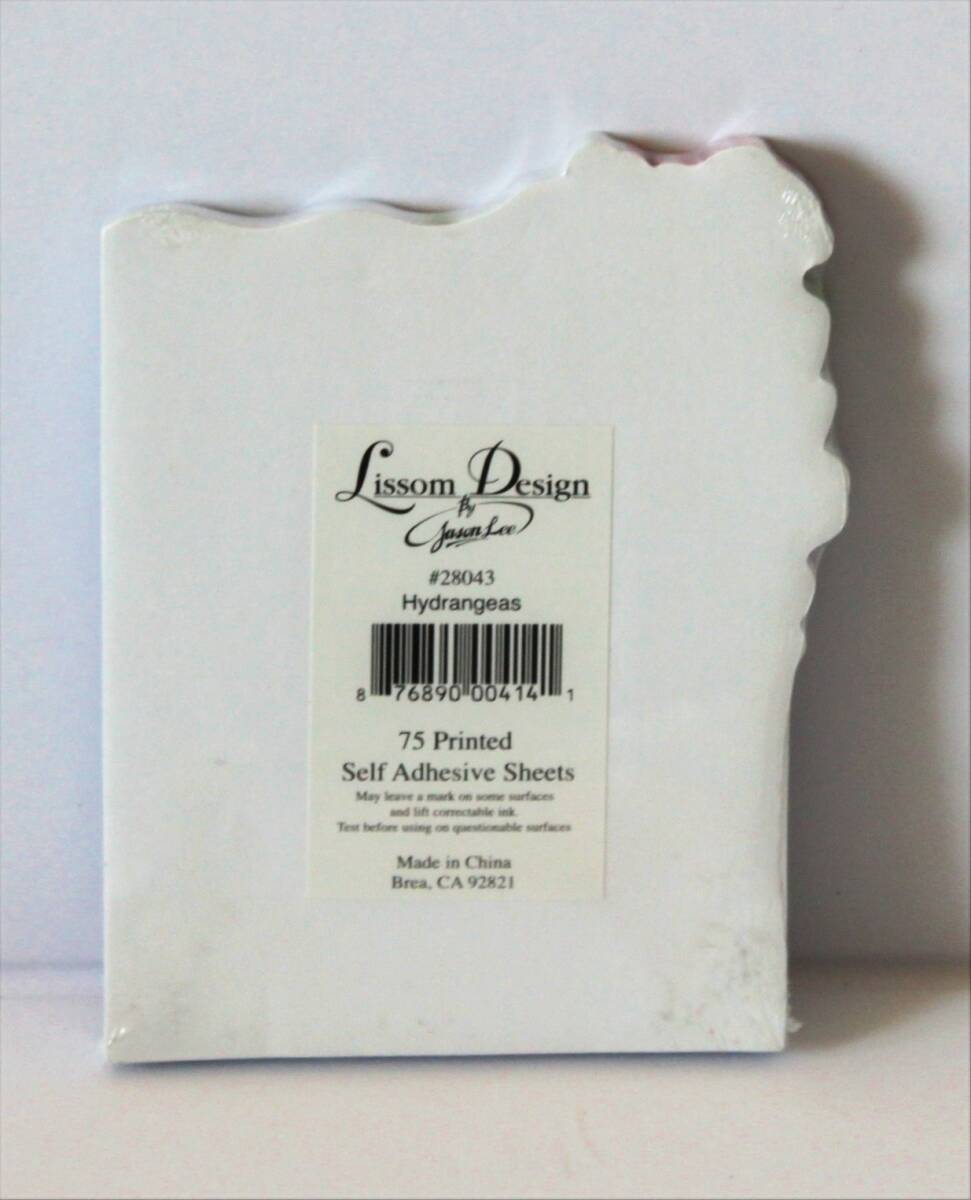 Lissom Design
By
Jason Lee
#28043
Hydrangeas
8 76890 00414 1
75 Printed
Self Adhesive Sheets
May leave a mark on some surfaces
and lift correctable ink.
Test before using on questionable surfaces
Made in China
Brea, CA 92821